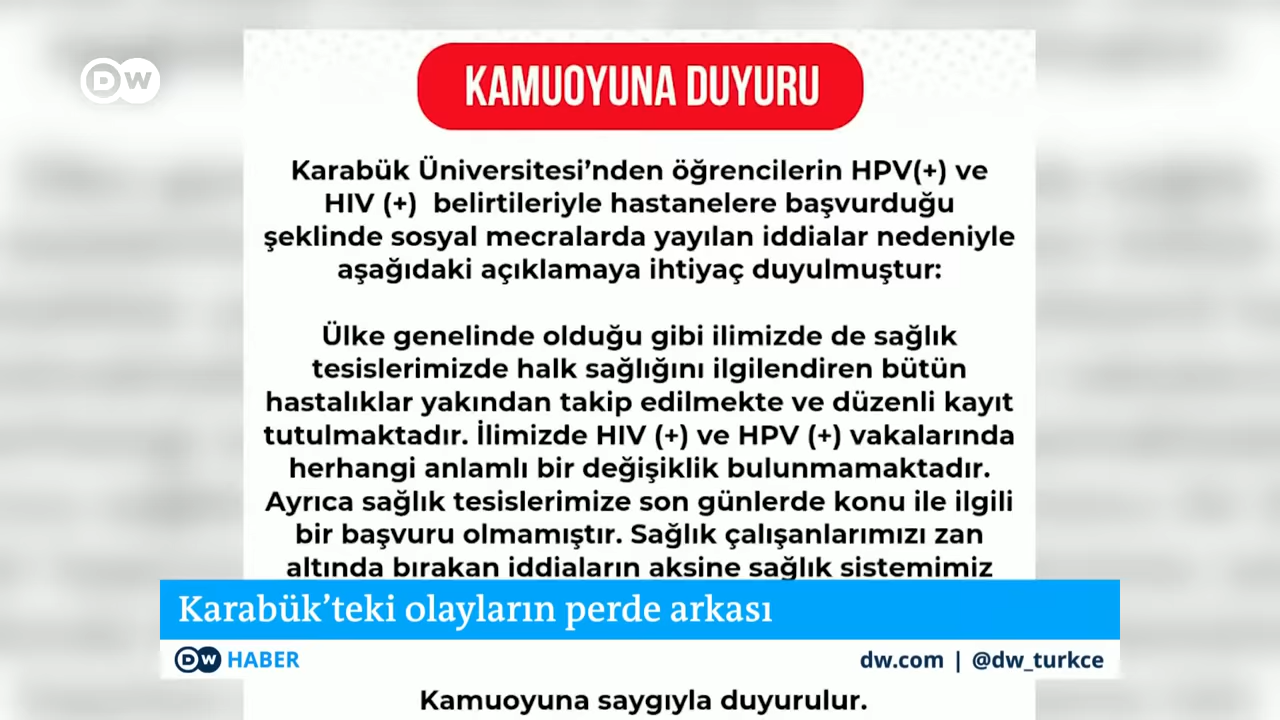 DW
KAMUOYUNA DUYURU
Karabük Üniversitesi’nden öğrencilerin HPV(+) ve
HIV (+) belirtileriyle hastanelere başvurduğu
şeklinde sosyal mecralarda yayılan iddialar nedeniyle
aşağıdaki açıklamaya ihtiyaç duyulmuştur:
Ülke genelinde olduğu gibi ilimizde de sağlık
tesislerimizde halk sağlığını ilgilendiren bütün
hastalıklar yakından takip edilmekte ve düzenli kayıt
tutulmaktadır. İlimizde HIV (+) ve HPV (+) vakalarında
herhangi anlamlı bir değişiklik bulunmamaktadır.
Ayrıca sağlık tesislerimize son günlerde konu ile ilgili
bir başvuru olmamıştır. Sağlık çalışanlarımızı zan
altında bırakan iddiaların aksine sağlık sistemimiz
Karabük’teki olayların perde arkası
DW HABER
dw.com | @dw_turkce
Kamuoyuna saygıyla duyurulur.